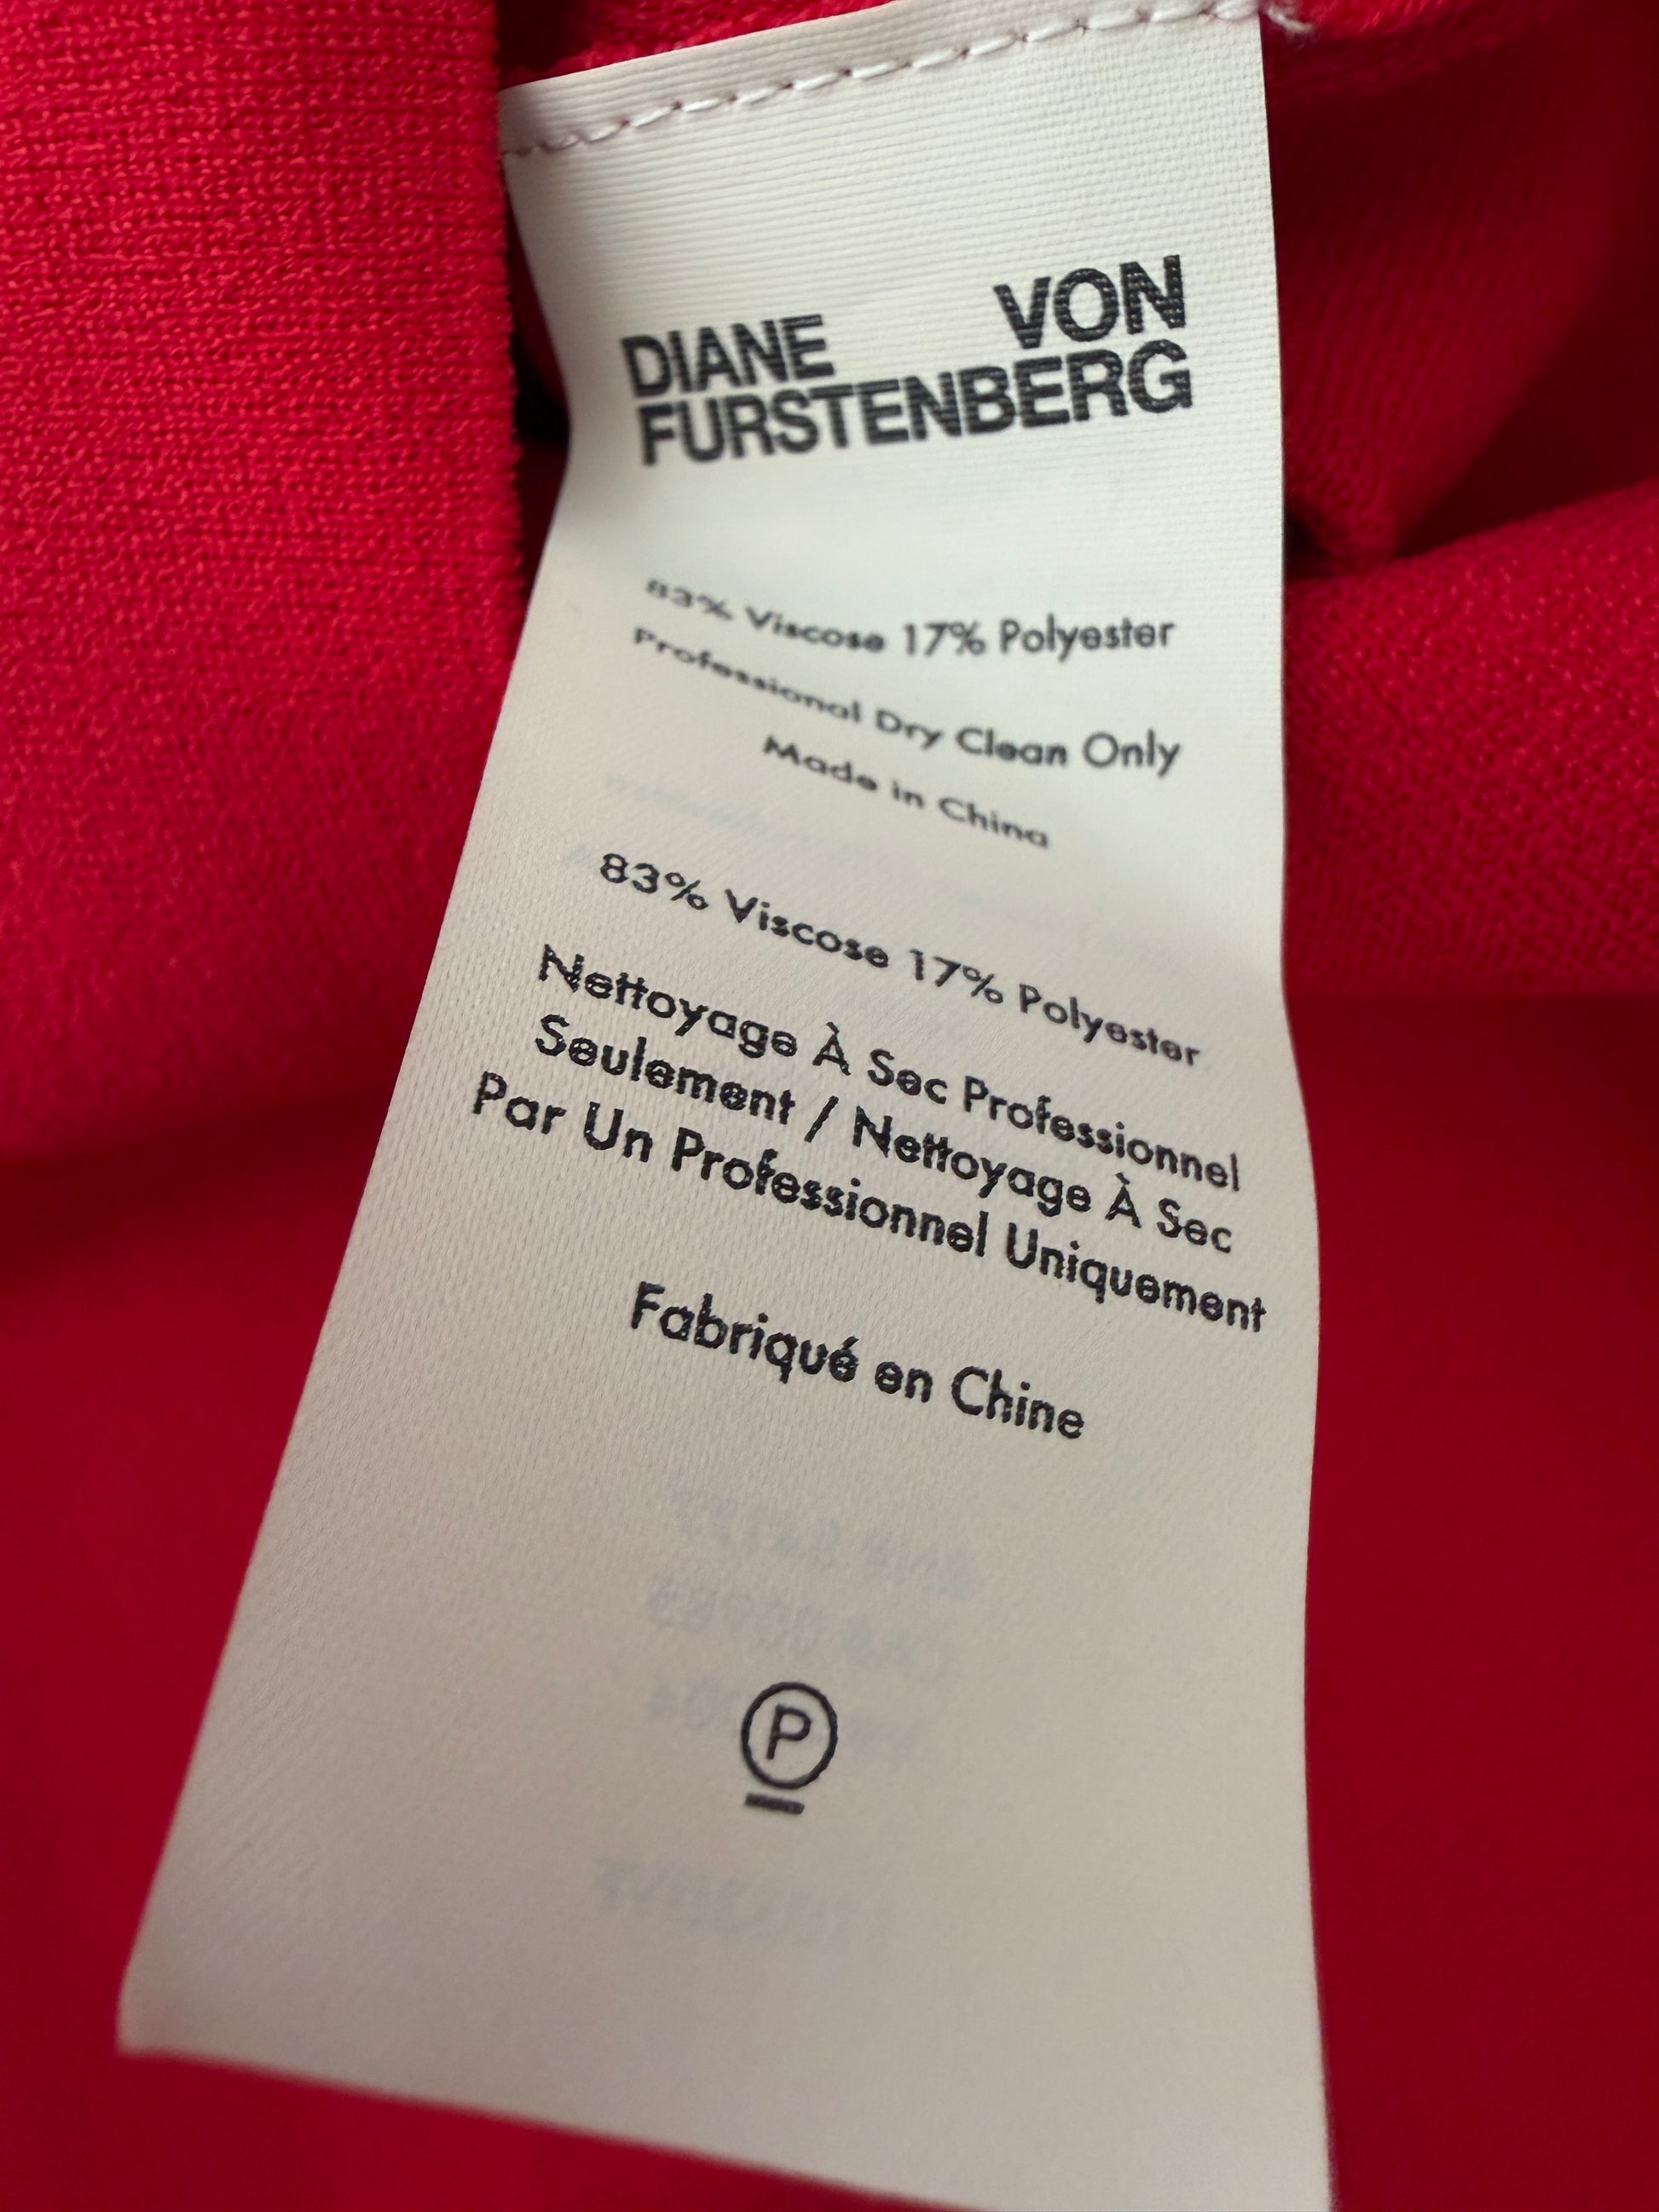 DIANE VON
FURSTENBERG
83% Viscose 17% Polyester
Professional Dry Clean Only
Made in China
83% Viscose 17% Polyester
Nettoyage À Sec Professionnel
Seulement / Nettoyage À Sec
Par Un Professionnel Uniquement
Fabriqué en Chine
P